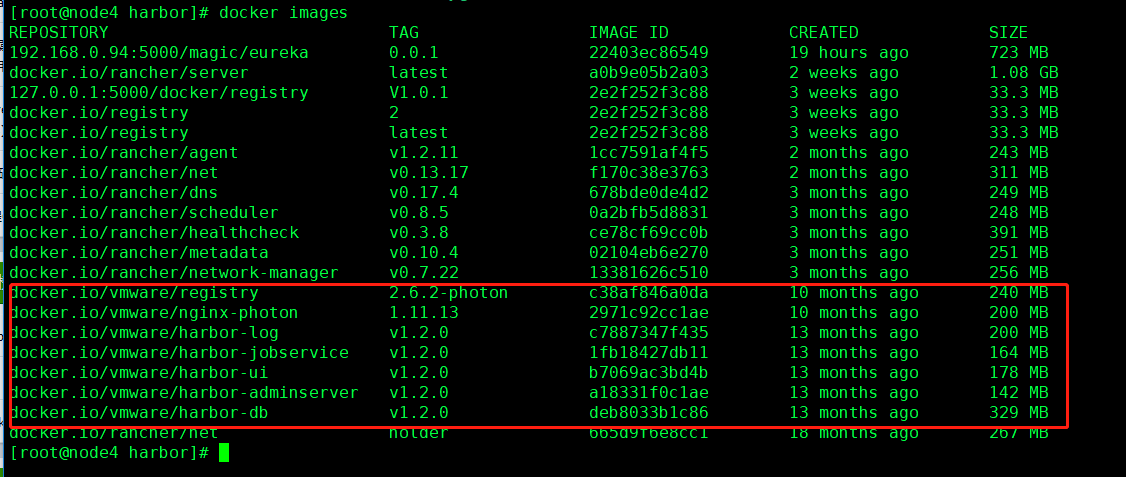 [root@node4 harbor]# docker images
REPOSITORY TAG IMAGE ID CREATED SIZE
192.168.0.94:5000/magic/eureka 0.0.1 22403ec86549 19 hours ago 723 MB
docker.io/rancher/server latest a0b9e05b2a03 2 weeks ago 1.08 GB
127.0.0.1:5000/docker/registry V1.0.1 2e2f252f3c88 3 weeks ago 33.3 MB
docker.io/registry 2 2e2f252f3c88 3 weeks ago 33.3 MB
docker.io/registry latest 2e2f252f3c88 3 weeks ago 33.3 MB
docker.io/rancher/agent v1.2.11 1cc7591af4f5 2 months ago 243 MB
docker.io/rancher/net v0.13.17 f170c38e3763 2 months ago 311 MB
docker.io/rancher/dns v0.17.4 678bde0de4d2 3 months ago 249 MB
docker.io/rancher/scheduler v0.8.5 0a2bfb5d8831 3 months ago 248 MB
docker.io/rancher/healthcheck v0.3.8 ce78cf69cc0b 3 months ago 391 MB
docker.io/rancher/metadata v0.10.4 02104eb6e270 3 months ago 251 MB
docker.io/rancher/network-manager v0.7.22 13381626c510 3 months ago 256 MB
docker.io/vmware/registry 2.6.2-photon c38af846a0da 10 months ago 240 MB
docker.io/vmware/nginx-photon 1.11.13 2971c92cc1ae 10 months ago 200 MB
docker.io/vmware/harbor-log v1.2.0 c7887347f435 13 months ago 200 MB
docker.io/vmware/harbor-jobservice v1.2.0 1fb18427db11 13 months ago 164 MB
docker.io/vmware/harbor-ui v1.2.0 b7069ac3bd4b 13 months ago 178 MB
docker.io/vmware/harbor-adminserver v1.2.0 a18331f0c1ae 13 months ago 142 MB
docker.io/vmware/harbor-db v1.2.0 deb8033b1c86 13 months ago 329 MB
docker.io/rancher/net holder 665d9f6e8cc1 18 months ago 267 MB
[root@node4 harbor]#